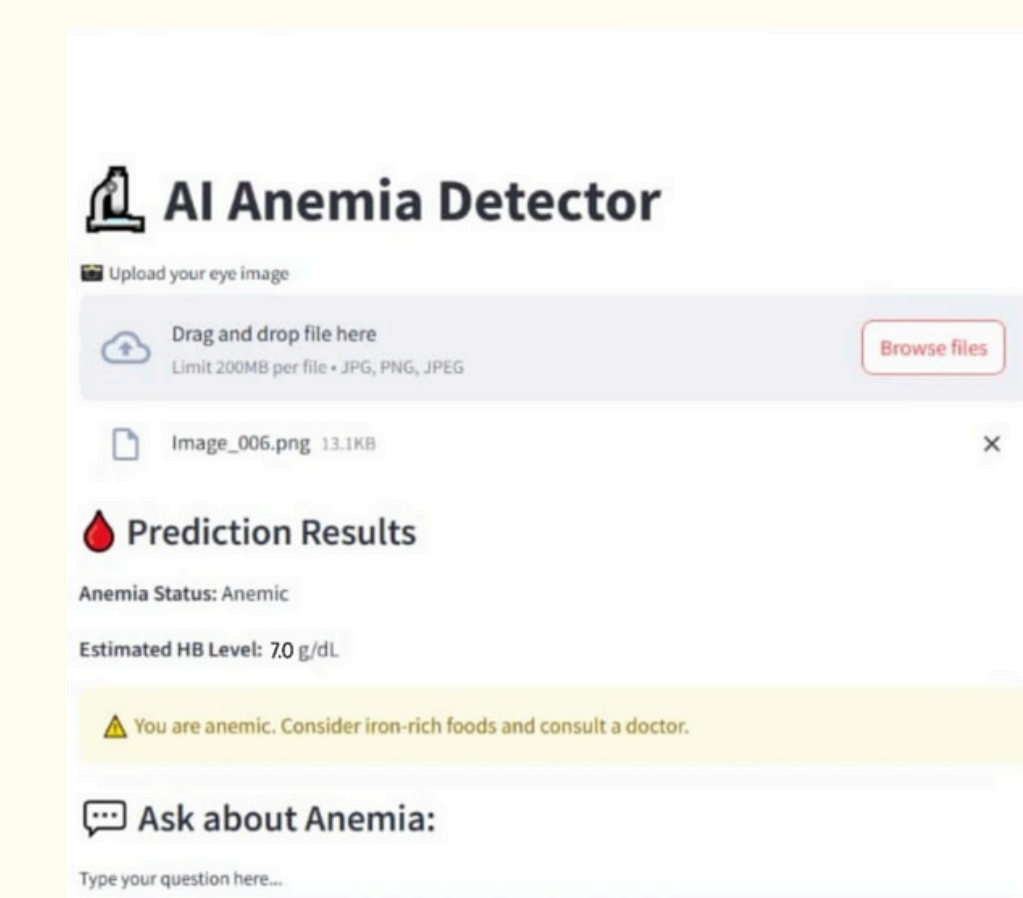 AI Anemia Detector
Upload your eye image
Drag and drop file here
Limit 200MB per file • JPG, PNG, JPEG
Browse files
Image_006.png 13.1KB
Prediction Results
Anemia Status: Anemic
Estimated HB Level: 7.0 g/dL
You are anemic. Consider iron-rich foods and consult a doctor.
Ask about Anemia:
Type your question here...